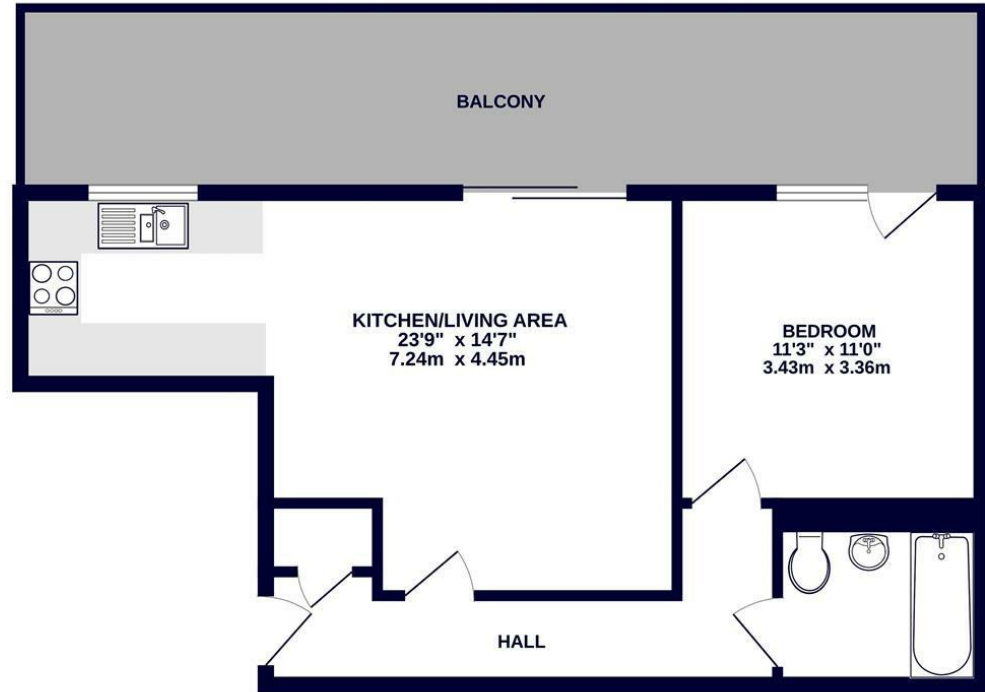 BALCONY
KITCHEN/LIVING AREA
23'9" x 14'7"
7.24m x 4.45m
BEDROOM
11'3" x 11'0"
3.43m x 3.36m
HALL